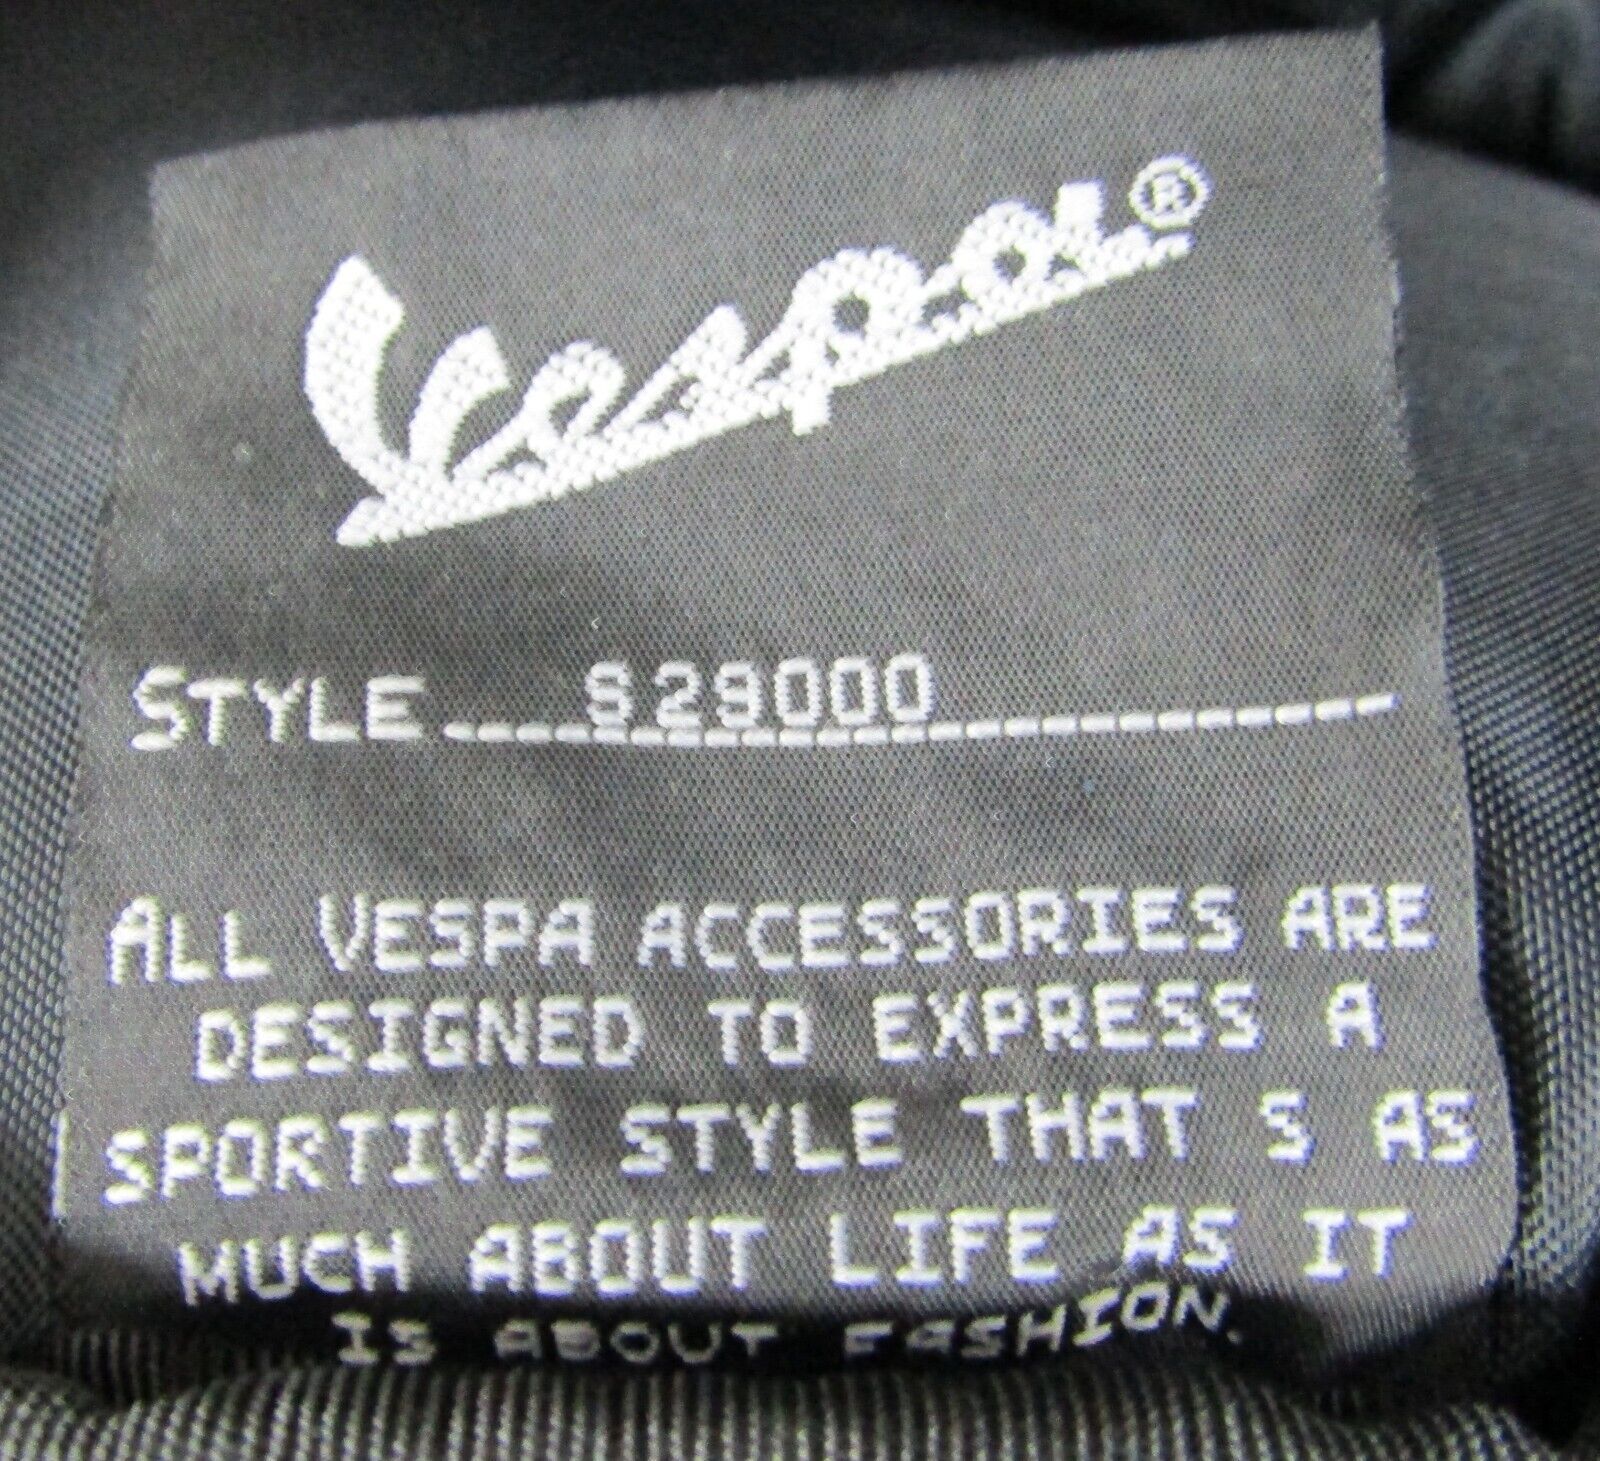 Vespa®
STYLE S29000
ALL VESPA ACCESSORIES ARE
DESIGNED TO EXPRESS A
SPORTIVE STYLE THAT S AS
MUCH ABOUT LIFE AS IT
IS ABOUT FASHION.